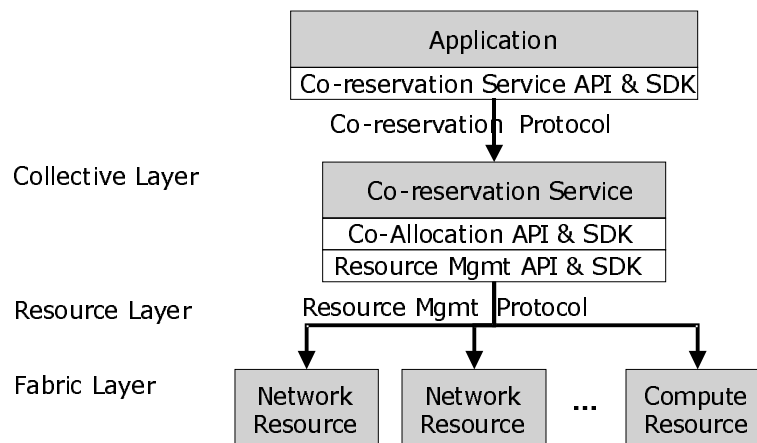 Application
Co-reservation Service API & SDK
Co-reservation Protocol
Collective Layer
Co-reservation Service
Co-Allocation API & SDK
Resource Mgmt API & SDK
Resource Layer
Resource Mgmt Protocol
Fabric Layer
Network
Resource
Network
Resource
...
Compute
Resource